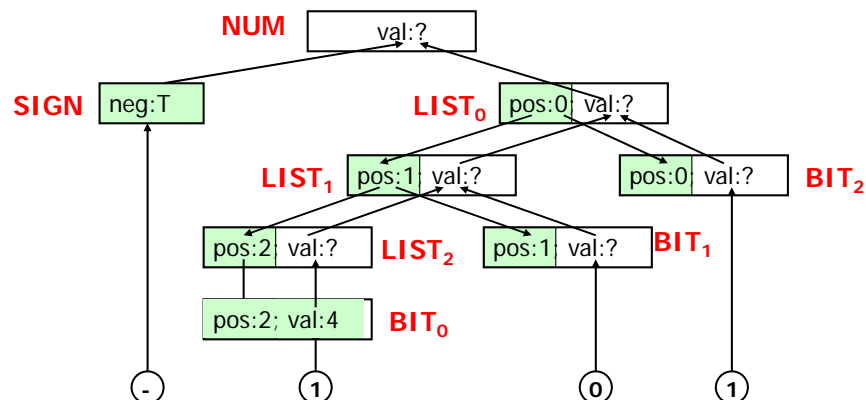 NUM val:?
SIGN neg:T LIST0 pos:0; val:?
LIST1 pos:1; val:? pos:0; val:? BIT2
pos:2; val:? LIST2 pos:1; val:? BIT1
pos:2; val:4 BIT0
- 1 0 1